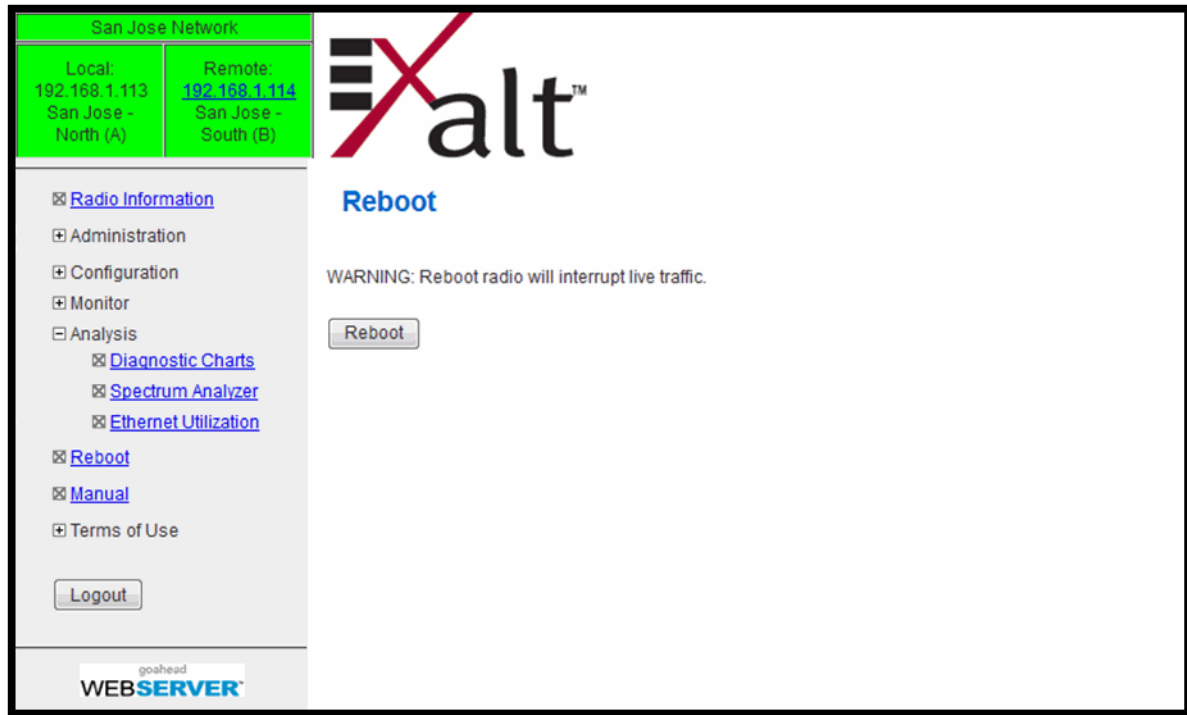 San Jose Network
Local:
192.168.1.113
San Jose -
North (A)
Remote:
192.168.1.114
San Jose -
South (B)
EXalt™
Radio Information
Administration
Configuration
Monitor
Analysis
Diagnostic Charts
Spectrum Analyzer
Ethernet Utilization
Reboot
Manual
Terms of Use
Logout
goahead
WEBSERVER™
Reboot
WARNING: Reboot radio will interrupt live traffic.
Reboot